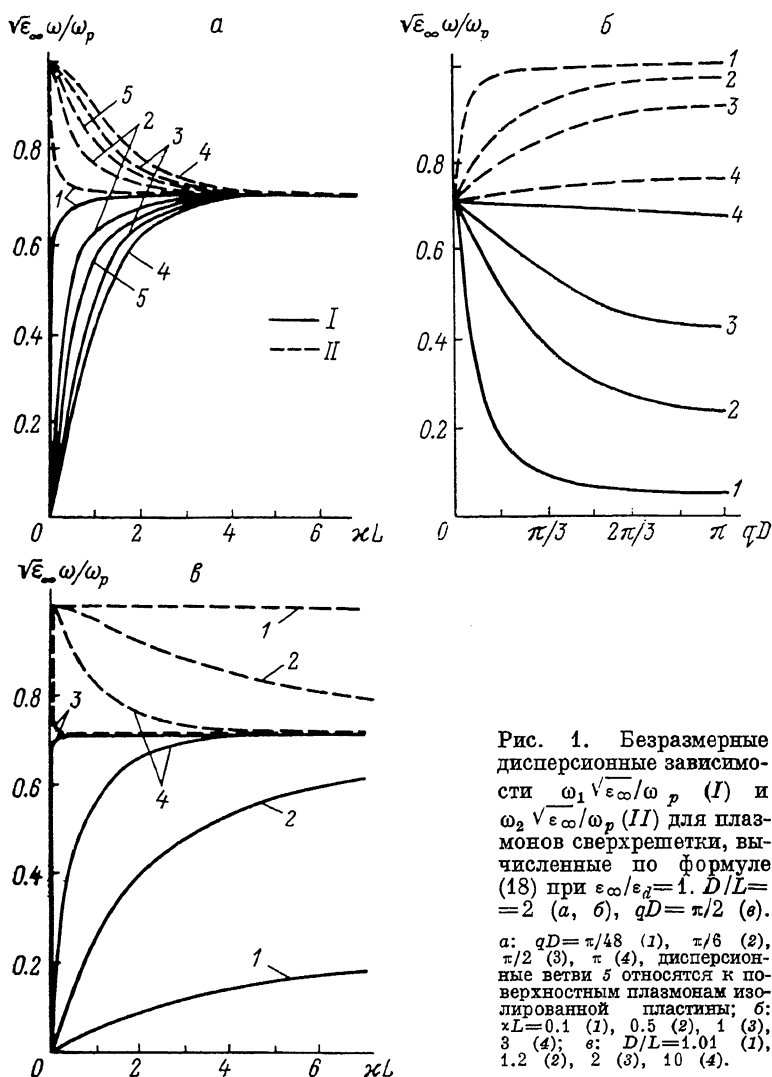 √ε∞ ω/ωp
а
0.8
0.6
0.4
0.2
0
2
4
6
ϰL
5
2
3
4
1
5
4
I
II
√ε∞ ω/ωp
б
0.8
0.6
0.4
0.2
0
π/3
2π/3
π
qD
1
2
3
4
4
3
2
1
√ε∞ ω/ωp
в
0.8
0.6
0.4
0.2
0
2
4
6
ϰL
1
2
3
4
2
1
Рис. 1. Безразмерные
дисперсионные зависимо-
сти ω₁√ε∞/ω p (I) и
ω₂ √ε∞/ωp (II) для плаз-
монов сверхрешетки, вы-
численные по формуле
(18) при ε∞/εd=1. D/L=
=2 (а, б), qD=π/2 (в).
а: qD=π/48 (1), π/6 (2),
π/2 (3), π (4), дисперсион-
ные ветви 5 относятся к по-
верхностным плазмонам изо-
лированной пластины; б:
ϰL=0.1 (1), 0.5 (2), 1 (3),
3 (4); в: D/L=1.01 (1),
1.2 (2), 2 (3), 10 (4).